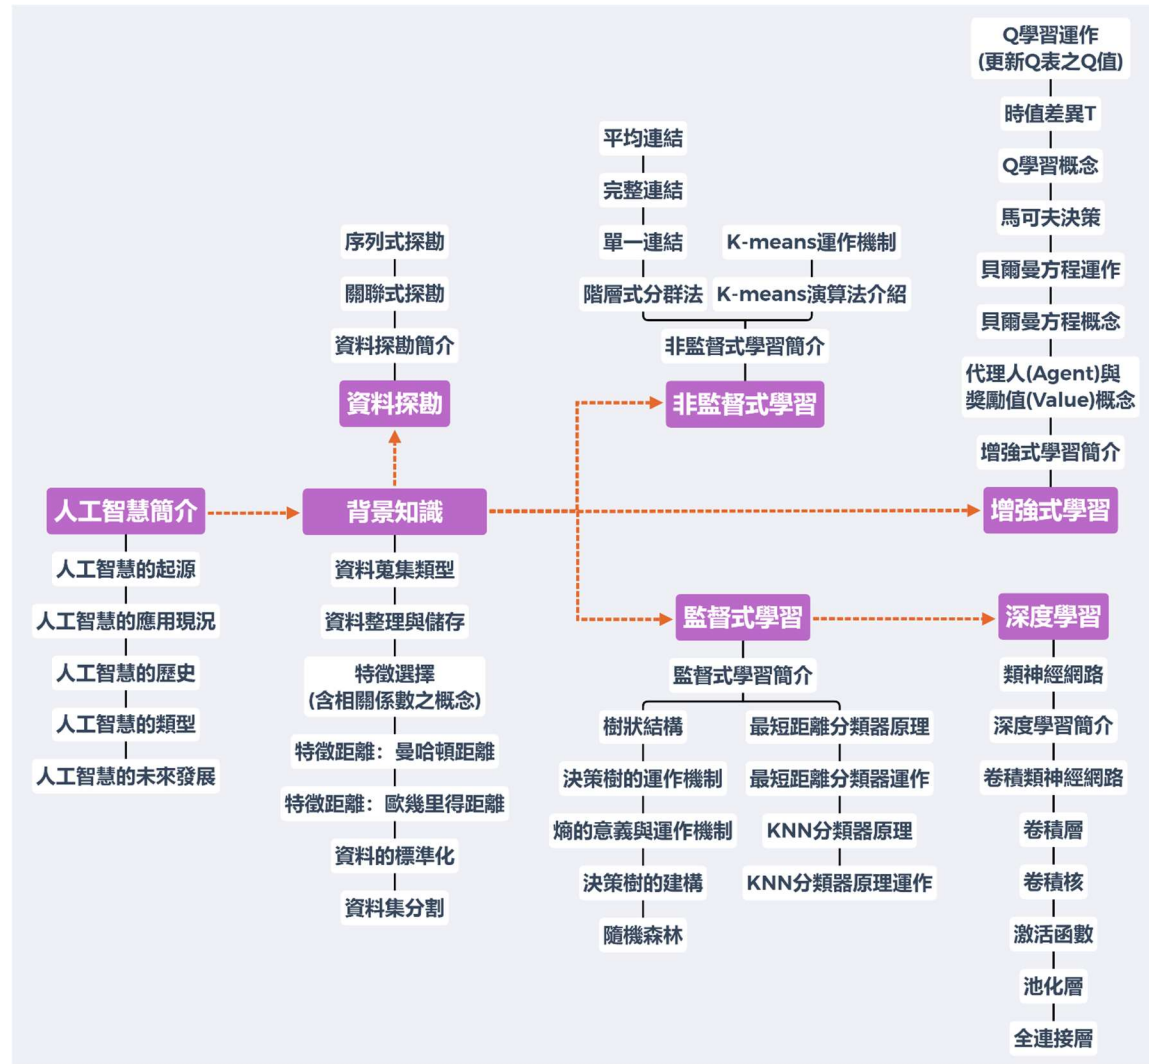 人工智慧簡介
人工智慧的起源
人工智慧的應用現況
人工智慧的歷史
人工智慧的類型
人工智慧的未來發展
序列式探勘
關聯式探勘
資料探勘簡介
資料探勘
背景知識
資料蒐集類型
資料整理與儲存
特徵選擇
(含相關係數之概念)
特徵距離：曼哈頓距離
特徵距離：歐幾里得距離
資料的標準化
資料集分割
平均連結
完整連結
單一連結
階層式分群法
K-means運作機制
K-means演算法介紹
非監督式學習簡介
非監督式學習
監督式學習
監督式學習簡介
樹狀結構
決策樹的運作機制
熵的意義與運作機制
決策樹的建構
隨機森林
最短距離分類器原理
最短距離分類器運作
KNN分類器原理
KNN分類器原理運作
Q學習運作
(更新Q表之Q值)
時值差異T
Q學習概念
馬可夫決策
貝爾曼方程運作
貝爾曼方程概念
代理人(Agent)與
獎勵值(Value)概念
增強式學習簡介
增強式學習
深度學習
類神經網路
深度學習簡介
卷積類神經網路
卷積層
卷積核
激活函數
池化層
全連接層